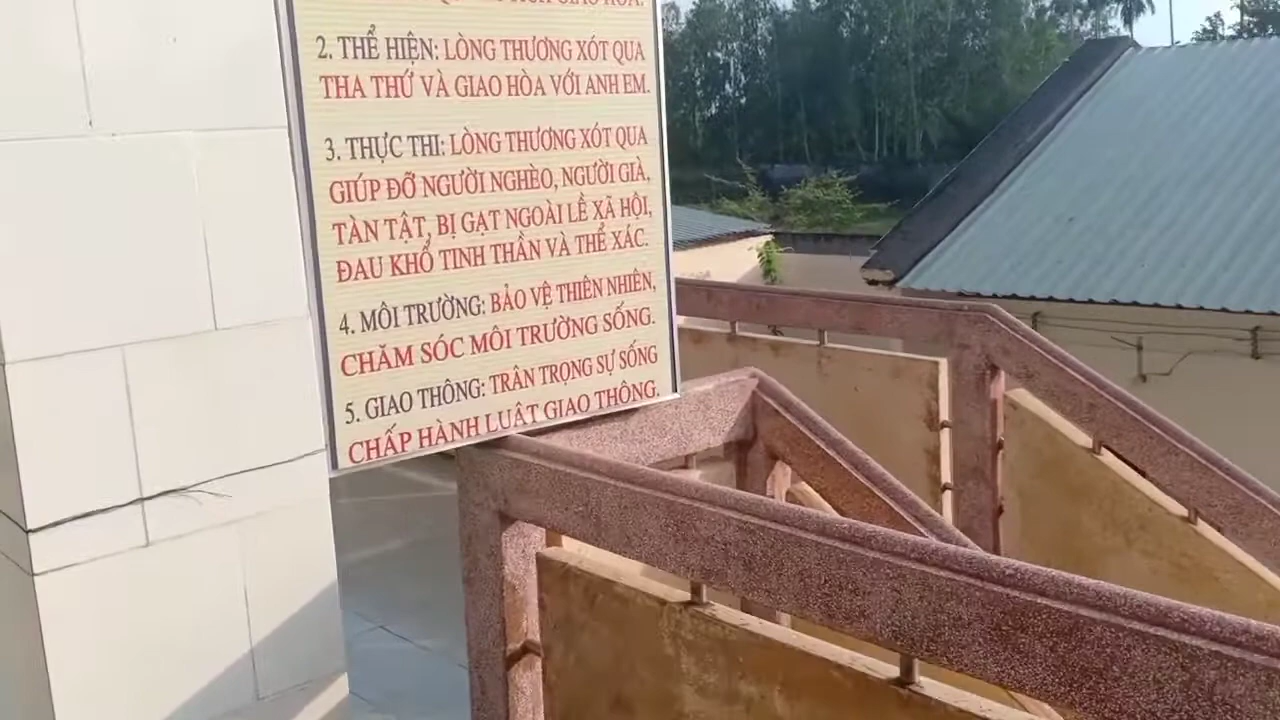 GIAO HÒA.
2. THỂ HIỆN: LÒNG THƯƠNG XÓT QUA
THA THỨ VÀ GIAO HÒA VỚI ANH EM.
3. THỰC THI: LÒNG THƯƠNG XÓT QUA
GIÚP ĐỠ NGƯỜI NGHÈO, NGƯỜI GIÀ,
TÀN TẬT, BỊ GẠT NGOÀI LỀ XÃ HỘI,
ĐAU KHỔ TINH THẦN VÀ THỂ XÁC.
4. MÔI TRƯỜNG: BẢO VỆ THIÊN NHIÊN,
CHĂM SÓC MÔI TRƯỜNG SỐNG.
5. GIAO THÔNG: TRÂN TRỌNG SỰ SỐNG
CHẤP HÀNH LUẬT GIAO THÔNG.